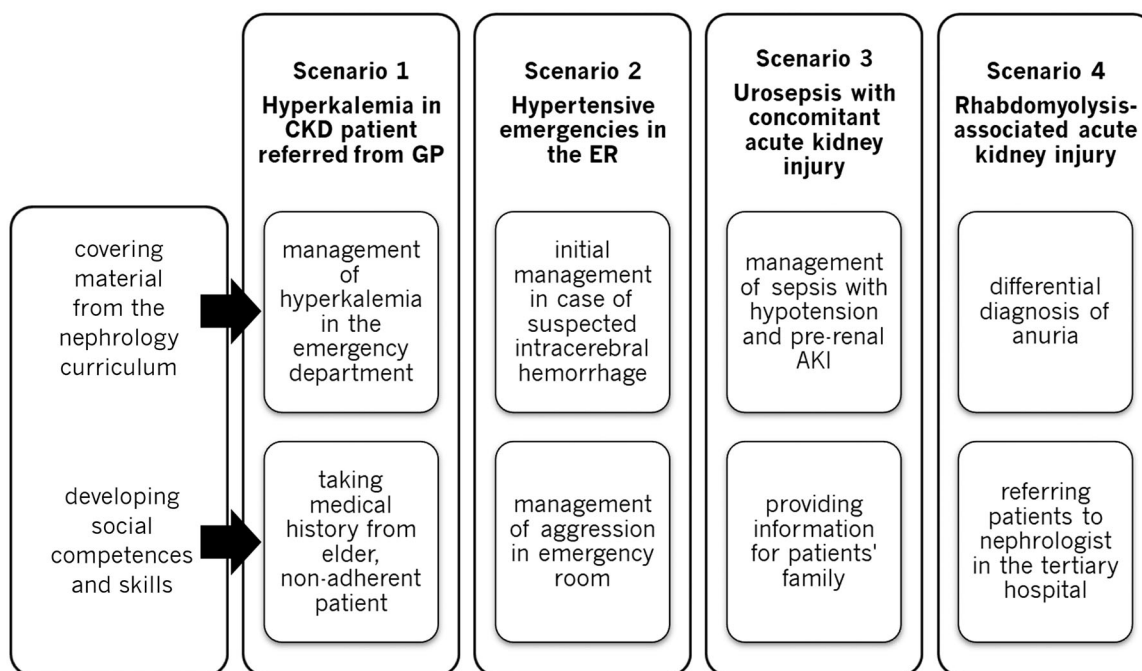 Scenario 1
Hyperkalemia in
CKD patient
referred from GP
Scenario 2
Hypertensive
emergencies in
the ER
Scenario 3
Urosepsis with
concomitant
acute kidney
injury
Scenario 4
Rhabdomyolysis-
associated acute
kidney injury
covering
material
from the
nephrology
curriculum
management
of
hyperkalemia
in the
emergency
department
initial
management
in case of
suspected
intracerebral
hemorrhage
management
of sepsis with
hypotension
and pre-renal
AKI
differential
diagnosis of
anuria
developing
social
competences
and skills
taking
medical
history from
elder,
non-adherent
patient
management
of aggression
in emergency
room
providing
information
for patients'
family
referring
patients to
nephrologist
in the tertiary
hospital